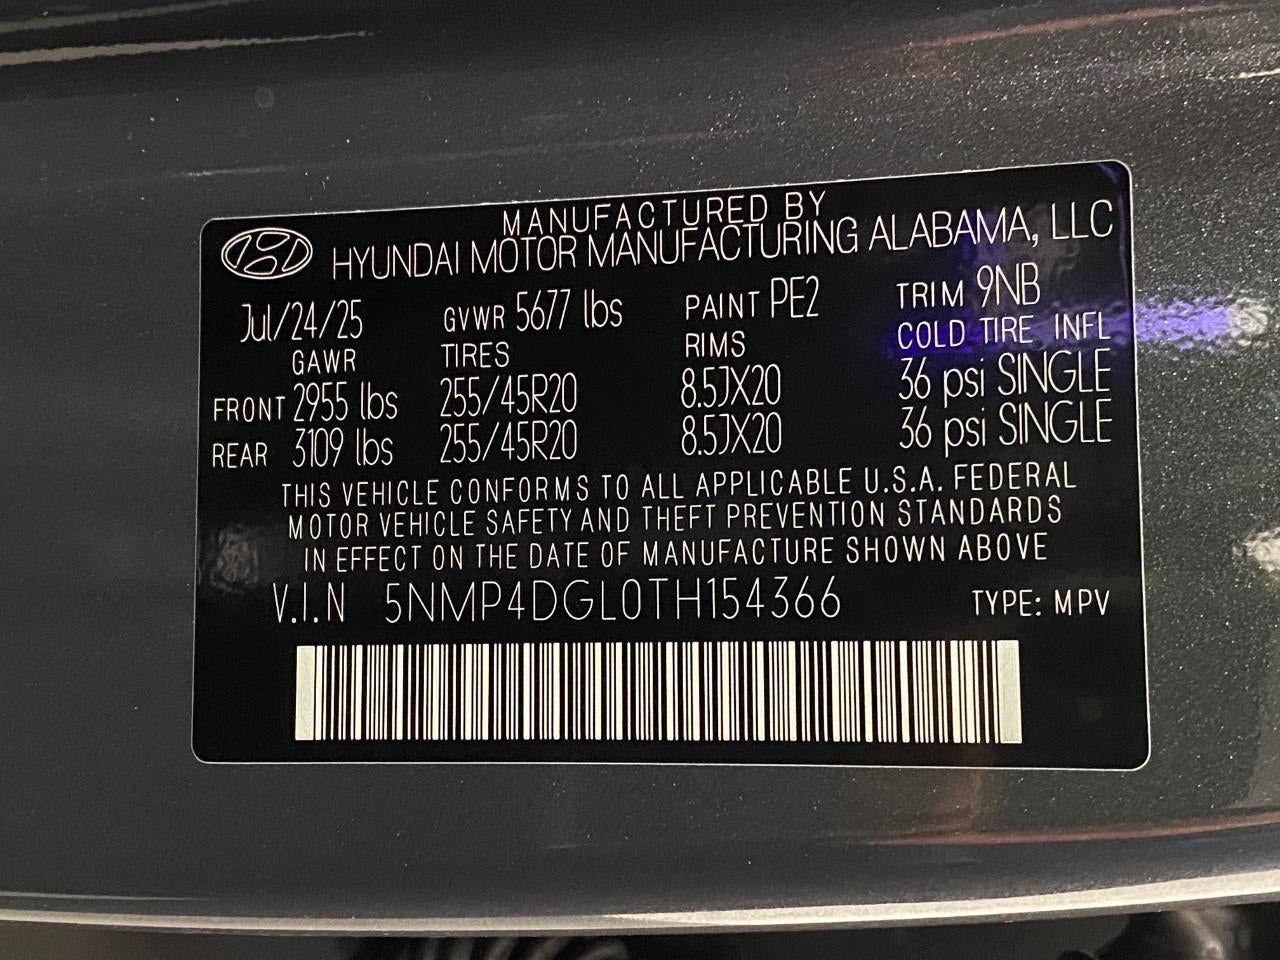 MANUFACTURED BY
HYUNDAI MOTOR MANUFACTURING ALABAMA, LLC
Jul/24/25 GVWR 5677 lbs PAINT PE2 TRIM 9NB
GAWR TIRES RIMS COLD TIRE INFL
FRONT 2955 lbs 255/45R20 8.5JX20 36 psi SINGLE
REAR 3109 lbs 255/45R20 8.5JX20 36 psi SINGLE
THIS VEHICLE CONFORMS TO ALL APPLICABLE U.S.A. FEDERAL
MOTOR VEHICLE SAFETY AND THEFT PREVENTION STANDARDS
IN EFFECT ON THE DATE OF MANUFACTURE SHOWN ABOVE
V.I.N 5NMP4DGL0TH154366 TYPE: MPV